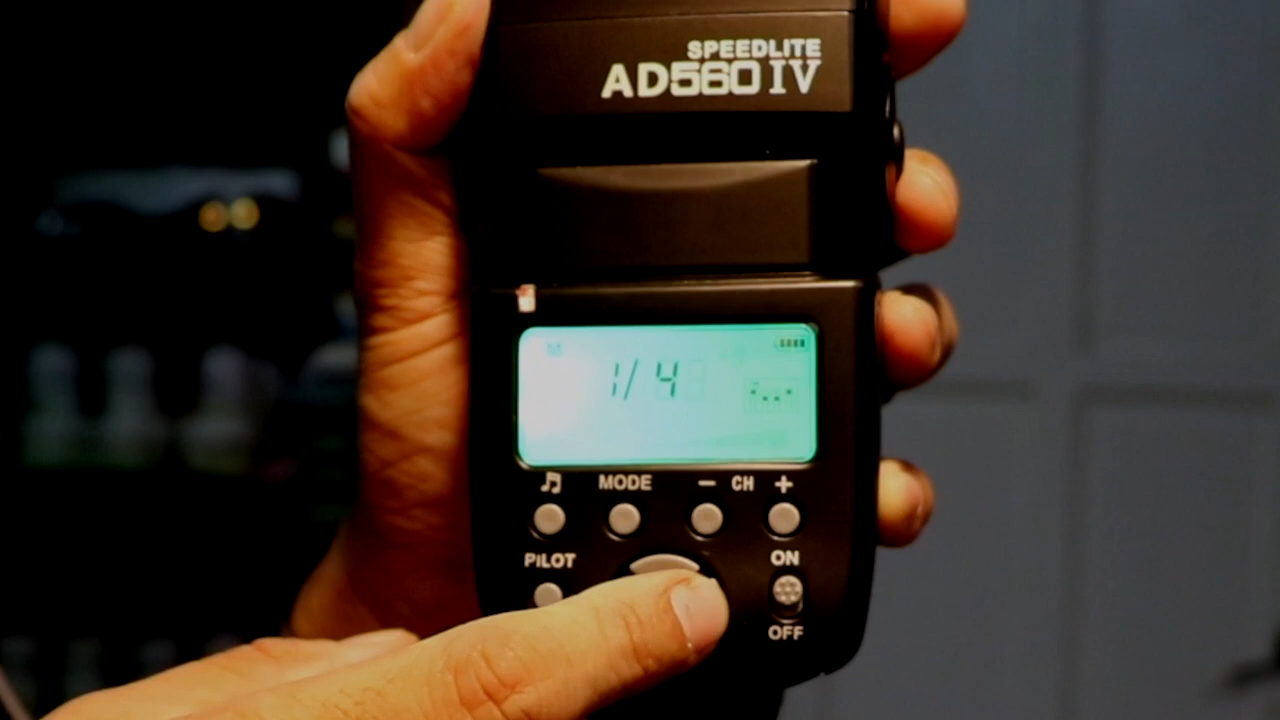 SPEEDLITE
AD560 IV
1/4
MODE
− CH +
PILOT
ON
OFF